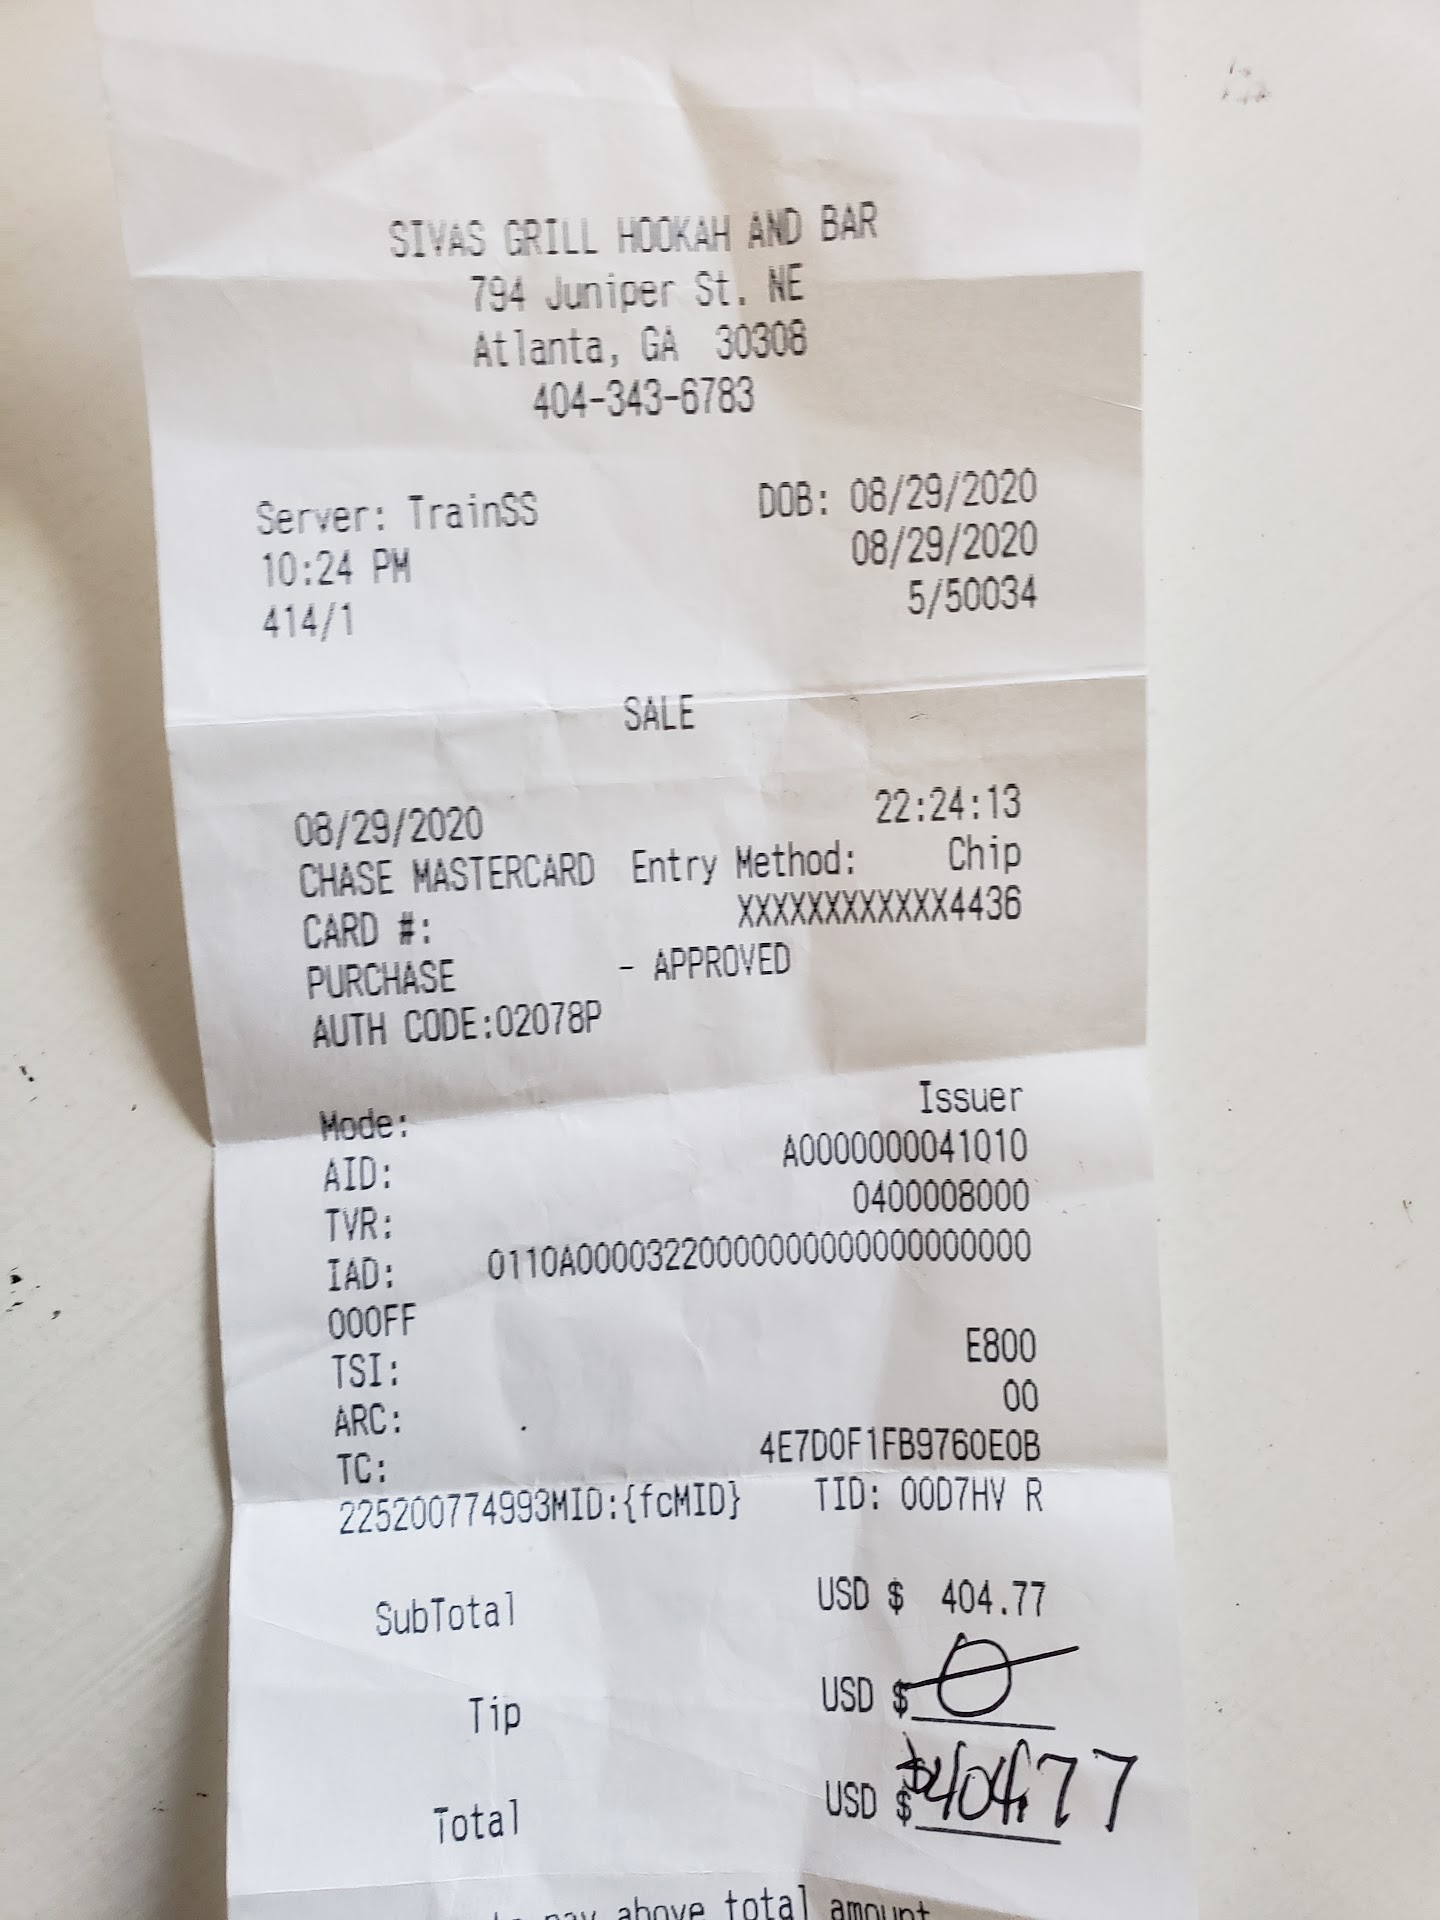 SIVAS GRILL HOOKAH AND BAR
794 Juniper St. NE
Atlanta, GA 30308
404-343-6783
Server: TrainSS DOB: 08/29/2020
10:24 PM 08/29/2020
414/1 5/50034
SALE
08/29/2020 22:24:13
CHASE MASTERCARD Entry Method: Chip
CARD #: XXXXXXXXXXXX4436
PURCHASE - APPROVED
AUTH CODE:02078P
Mode: Issuer
AID: A0000000041010
TVR: 0400008000
IAD: 0110A00003220000000000000000000
000FF
TSI: E800
ARC: 00
TC: 4E7D0F1FB9760E0B
225200774993MID:{fcMID} TID: 00D7HV R
SubTotal USD $ 404.77
Tip USD $ 0
Total USD $ $404.77
pay above total amount